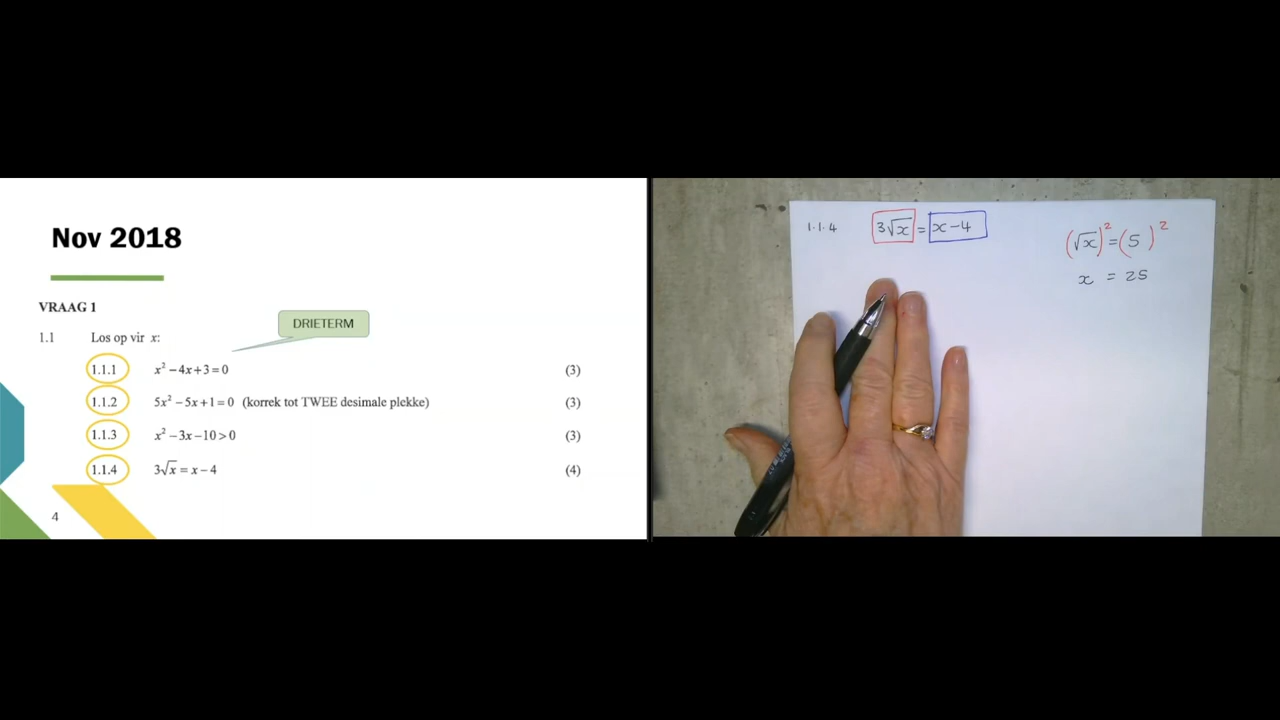 Nov 2018
VRAAG 1
DRIETERM
1.1 Los op vir x:
1.1.1 x² − 4x + 3 = 0 (3)
1.1.2 5x² − 5x + 1 = 0 (korrek tot TWEE desimale plekke) (3)
1.1.3 x² − 3x − 10 > 0 (3)
1.1.4 3√x = x − 4 (4)
4
1.1.4 3√x = x − 4
(√x)² = (5)²
x = 25